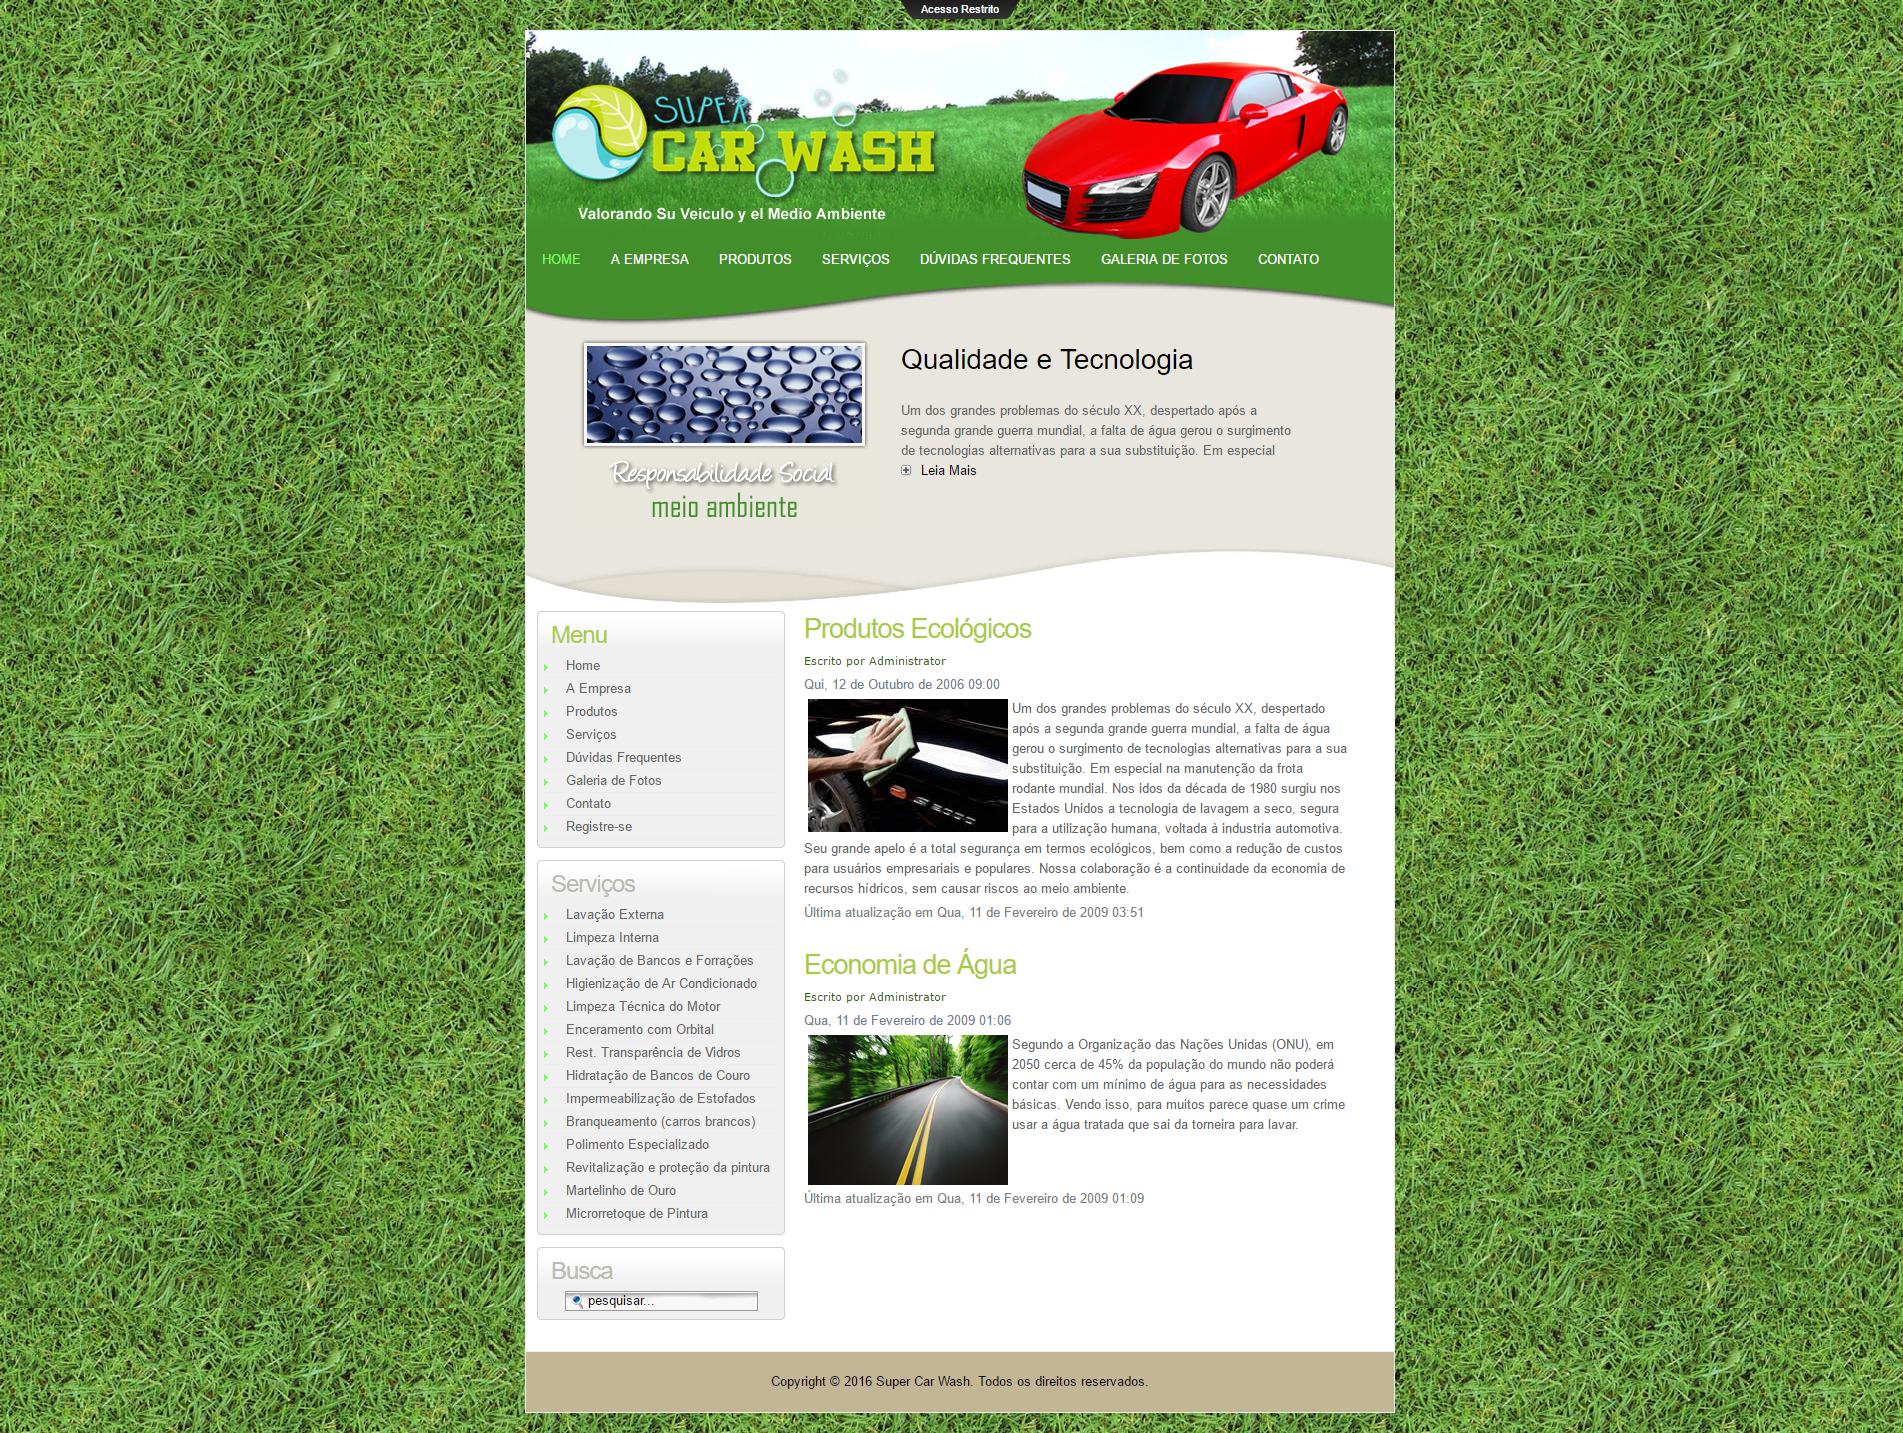 Acesso Restrito
SUPER
CAR WASH
Valorando Su Veiculo y el Medio Ambiente
HOME A EMPRESA PRODUTOS SERVIÇOS DÚVIDAS FREQUENTES GALERIA DE FOTOS CONTATO
Responsabilidade Social
meio ambiente
Qualidade e Tecnologia
Um dos grandes problemas do século XX, despertado após a
segunda grande guerra mundial, a falta de água gerou o surgimento
de tecnologias alternativas para a sua substituição. Em especial
Leia Mais
Menu
Home
A Empresa
Produtos
Serviços
Dúvidas Frequentes
Galeria de Fotos
Contato
Registre-se
Serviços
Lavação Externa
Limpeza Interna
Lavação de Bancos e Forrações
Higienização de Ar Condicionado
Limpeza Técnica do Motor
Enceramento com Orbital
Rest. Transparência de Vidros
Hidratação de Bancos de Couro
Impermeabilização de Estofados
Branqueamento (carros brancos)
Polimento Especializado
Revitalização e proteção da pintura
Martelinho de Ouro
Microrretoque de Pintura
Busca
pesquisar...
Produtos Ecológicos
Escrito por Administrator
Qui, 12 de Outubro de 2006 09:00
Um dos grandes problemas do século XX, despertado
após a segunda grande guerra mundial, a falta de água
gerou o surgimento de tecnologias alternativas para a sua
substituição. Em especial na manutenção da frota
rodante mundial. Nos idos da década de 1980 surgiu nos
Estados Unidos a tecnologia de lavagem a seco, segura
para a utilização humana, voltada à industria automotiva.
Seu grande apelo é a total segurança em termos ecológicos, bem como a redução de custos
para usuários empresariais e populares. Nossa colaboração é a continuidade da economia de
recursos hídricos, sem causar riscos ao meio ambiente.
Última atualização em Qua, 11 de Fevereiro de 2009 03:51
Economia de Água
Escrito por Administrator
Qua, 11 de Fevereiro de 2009 01:06
Segundo a Organização das Nações Unidas (ONU), em
2050 cerca de 45% da população do mundo não poderá
contar com um mínimo de água para as necessidades
básicas. Vendo isso, para muitos parece quase um crime
usar a água tratada que sai da torneira para lavar.
Última atualização em Qua, 11 de Fevereiro de 2009 01:09
Copyright © 2016 Super Car Wash. Todos os direitos reservados.